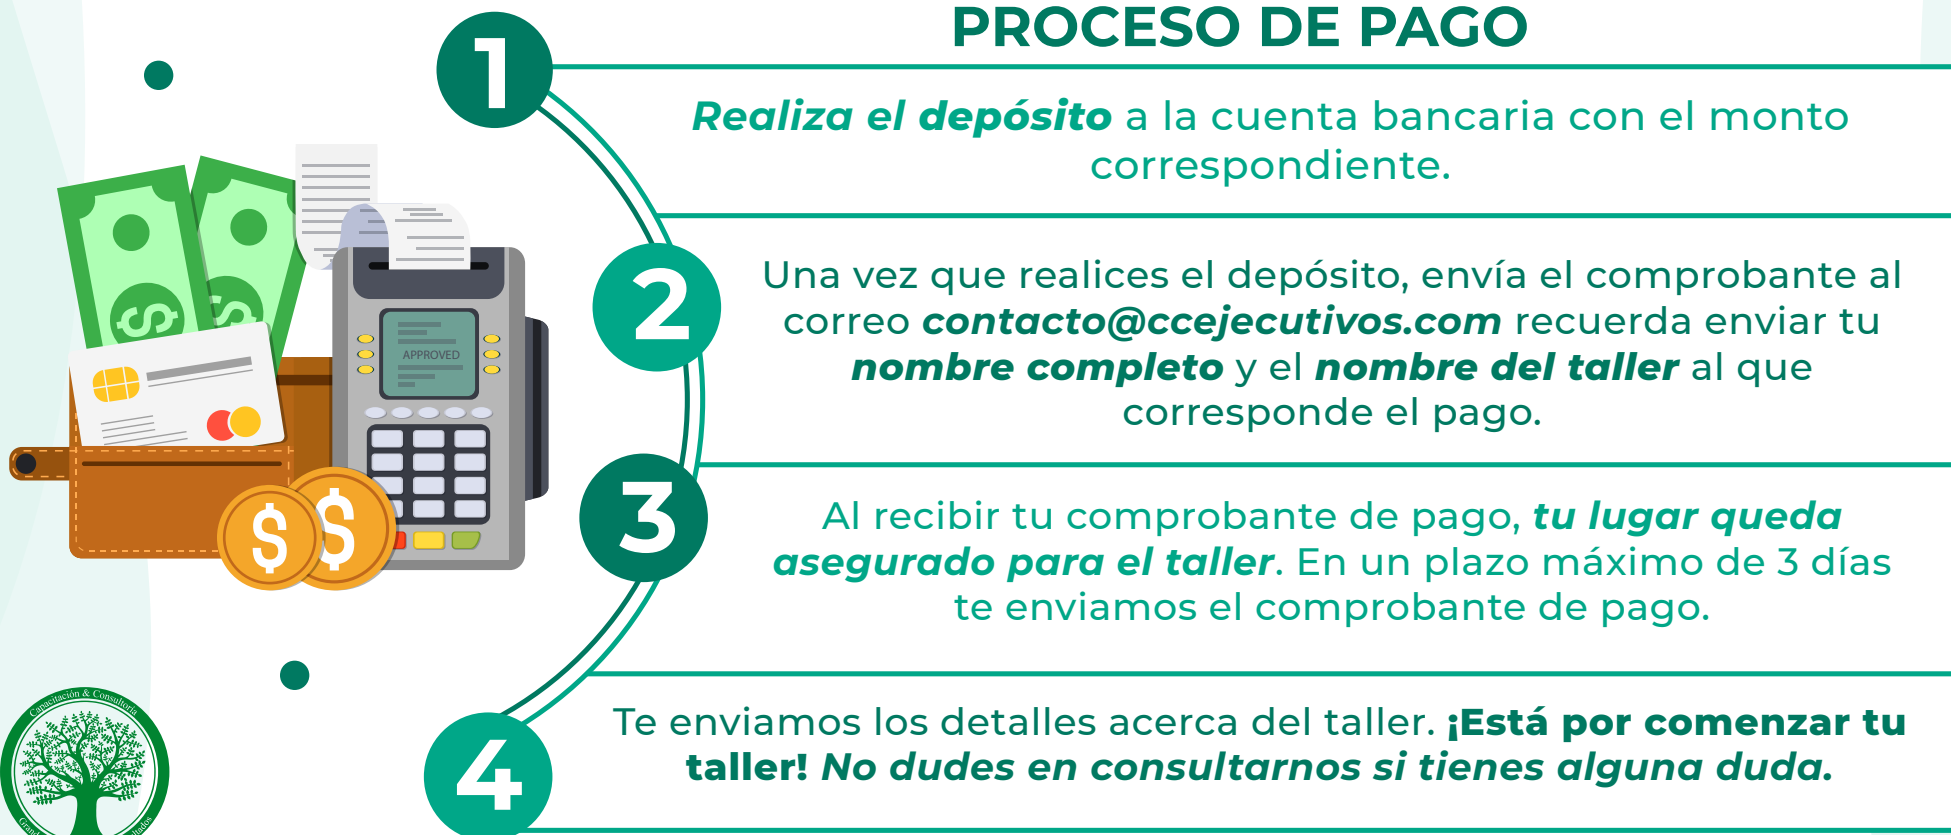 PROCESO DE PAGO
1
Realiza el depósito a la cuenta bancaria con el monto
correspondiente.
2
Una vez que realices el depósito, envía el comprobante al
correo contacto@ccejecutivos.com recuerda enviar tu
nombre completo y el nombre del taller al que
corresponde el pago.
3
Al recibir tu comprobante de pago, tu lugar queda
asegurado para el taller. En un plazo máximo de 3 días
te enviamos el comprobante de pago.
4
Te enviamos los detalles acerca del taller. ¡Está por comenzar tu
taller! No dudes en consultarnos si tienes alguna duda.
APPROVED
$
$
$
$
Capacitación & Consultoría